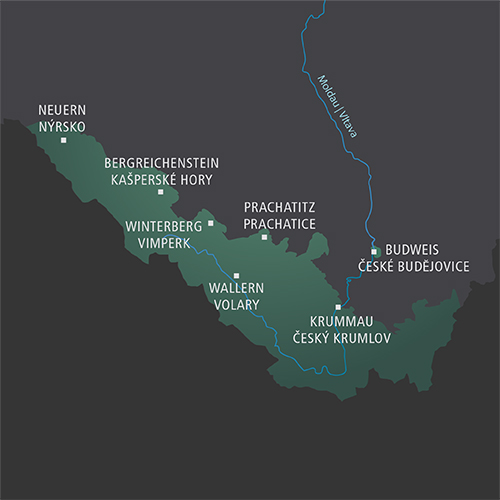 Moldau | Vltava
NEUERN
NÝRSKO
BERGREICHENSTEIN
KAŠPERSKÉ HORY
PRACHATITZ
PRACHATICE
WINTERBERG
VIMPERK
BUDWEIS
ČESKÉ BUDĚJOVICE
WALLERN
VOLARY
KRUMMAU
ČESKÝ KRUMLOV